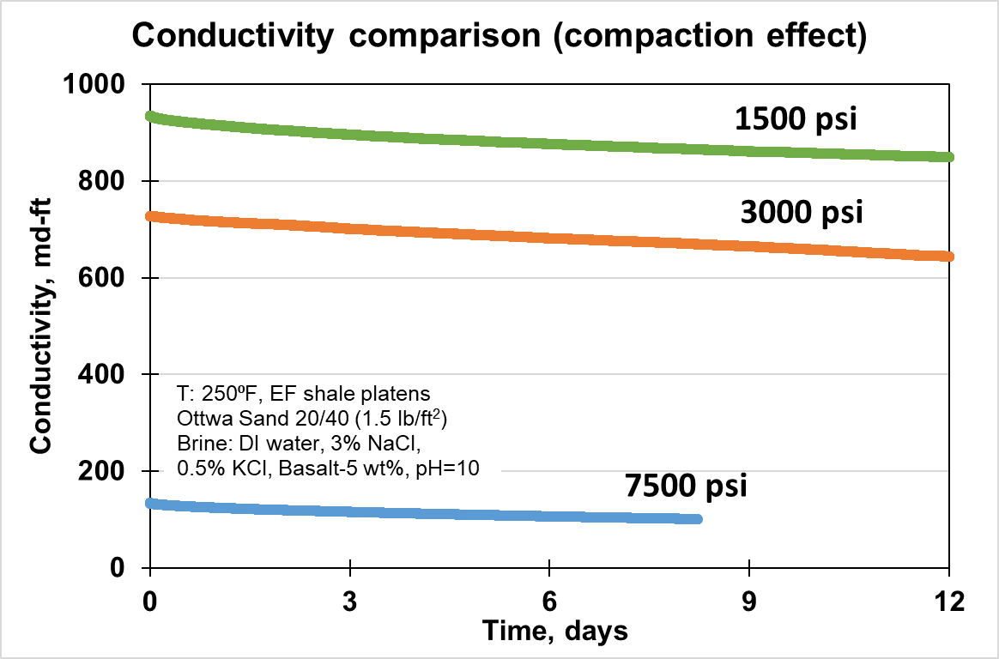 Conductivity comparison (compaction effect)
Conductivity, md-ft
1000
800
600
400
200
0
1500 psi
3000 psi
T: 250ºF, EF shale platens
Ottwa Sand 20/40 (1.5 lb/ft²)
Brine: DI water, 3% NaCl,
0.5% KCl, Basalt-5 wt%, pH=10
7500 psi
0 3 6 9 12
Time, days